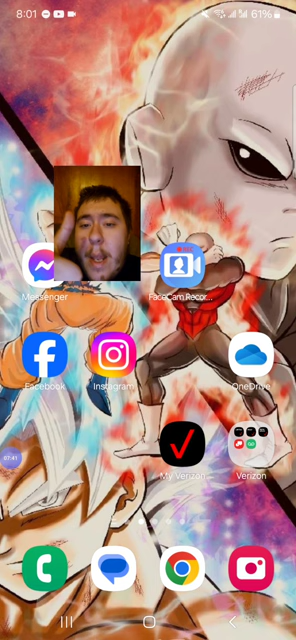 8:01
61%
Messenger
FaceCam Recor...
Facebook
Instagram
OneDrive
07:41
My Verizon
Verizon